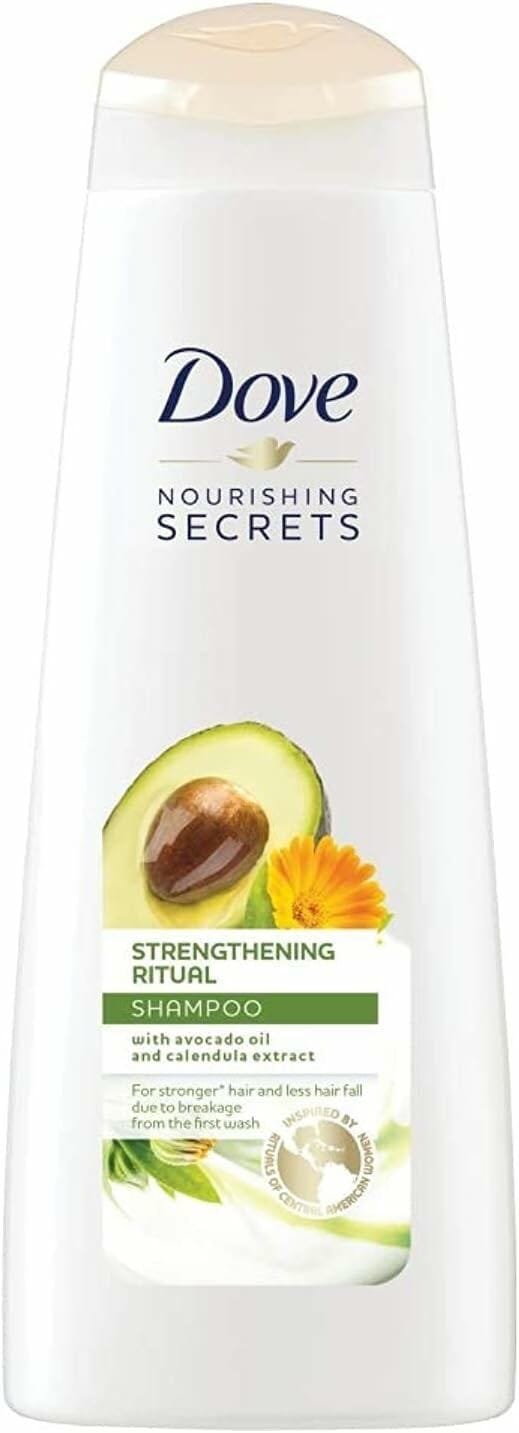 Dove
NOURISHING
SECRETS
STRENGTHENING
RITUAL
SHAMPOO
with avocado oil
and calendula extract
For stronger* hair and less hair fall
due to breakage
from the first wash
INSPIRED BY
RITUALS OF CENTRAL AMERICAN WOMEN